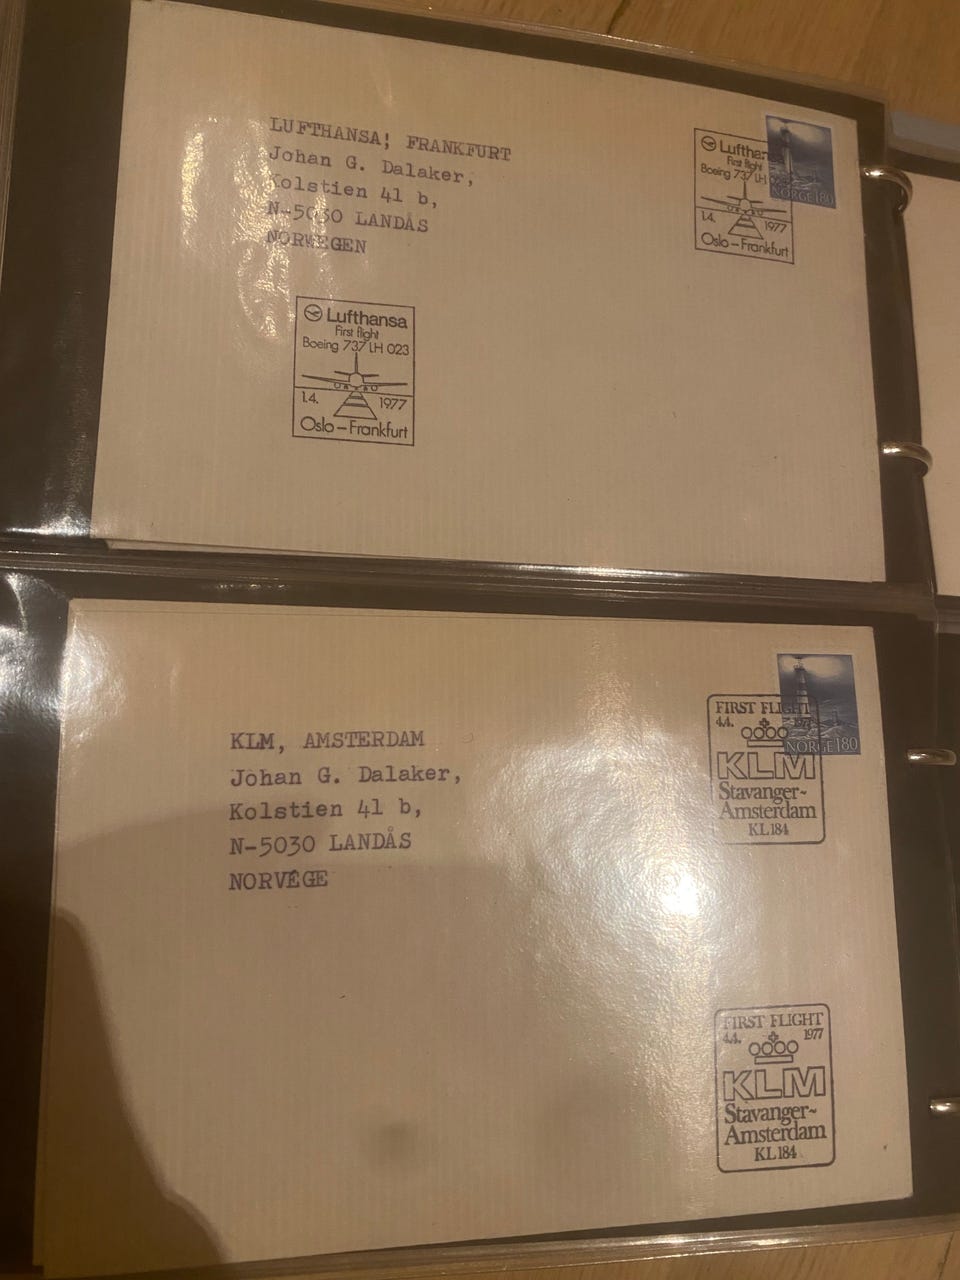 LUFTHANSA; FRANKFURT
Johan G. Dalaker,
Kolstien 41 b,
N-5030 LANDÅS
NORWEGEN
Lufthansa
First flight
Boeing 737 LH
1.4. 1977
Oslo – Frankfurt
NORGE 180
Lufthansa
First flight
Boeing 737 LH 023
1.4. 1977
Oslo – Frankfurt
KLM, AMSTERDAM
Johan G. Dalaker,
Kolstien 41 b,
N-5030 LANDÅS
NORVÈGE
FIRST FLIGHT
4.4. 1977
KLM
Stavanger~
Amsterdam
KL 184
NORGE 180
FIRST FLIGHT
4.4. 1977
KLM
Stavanger~
Amsterdam
KL 184